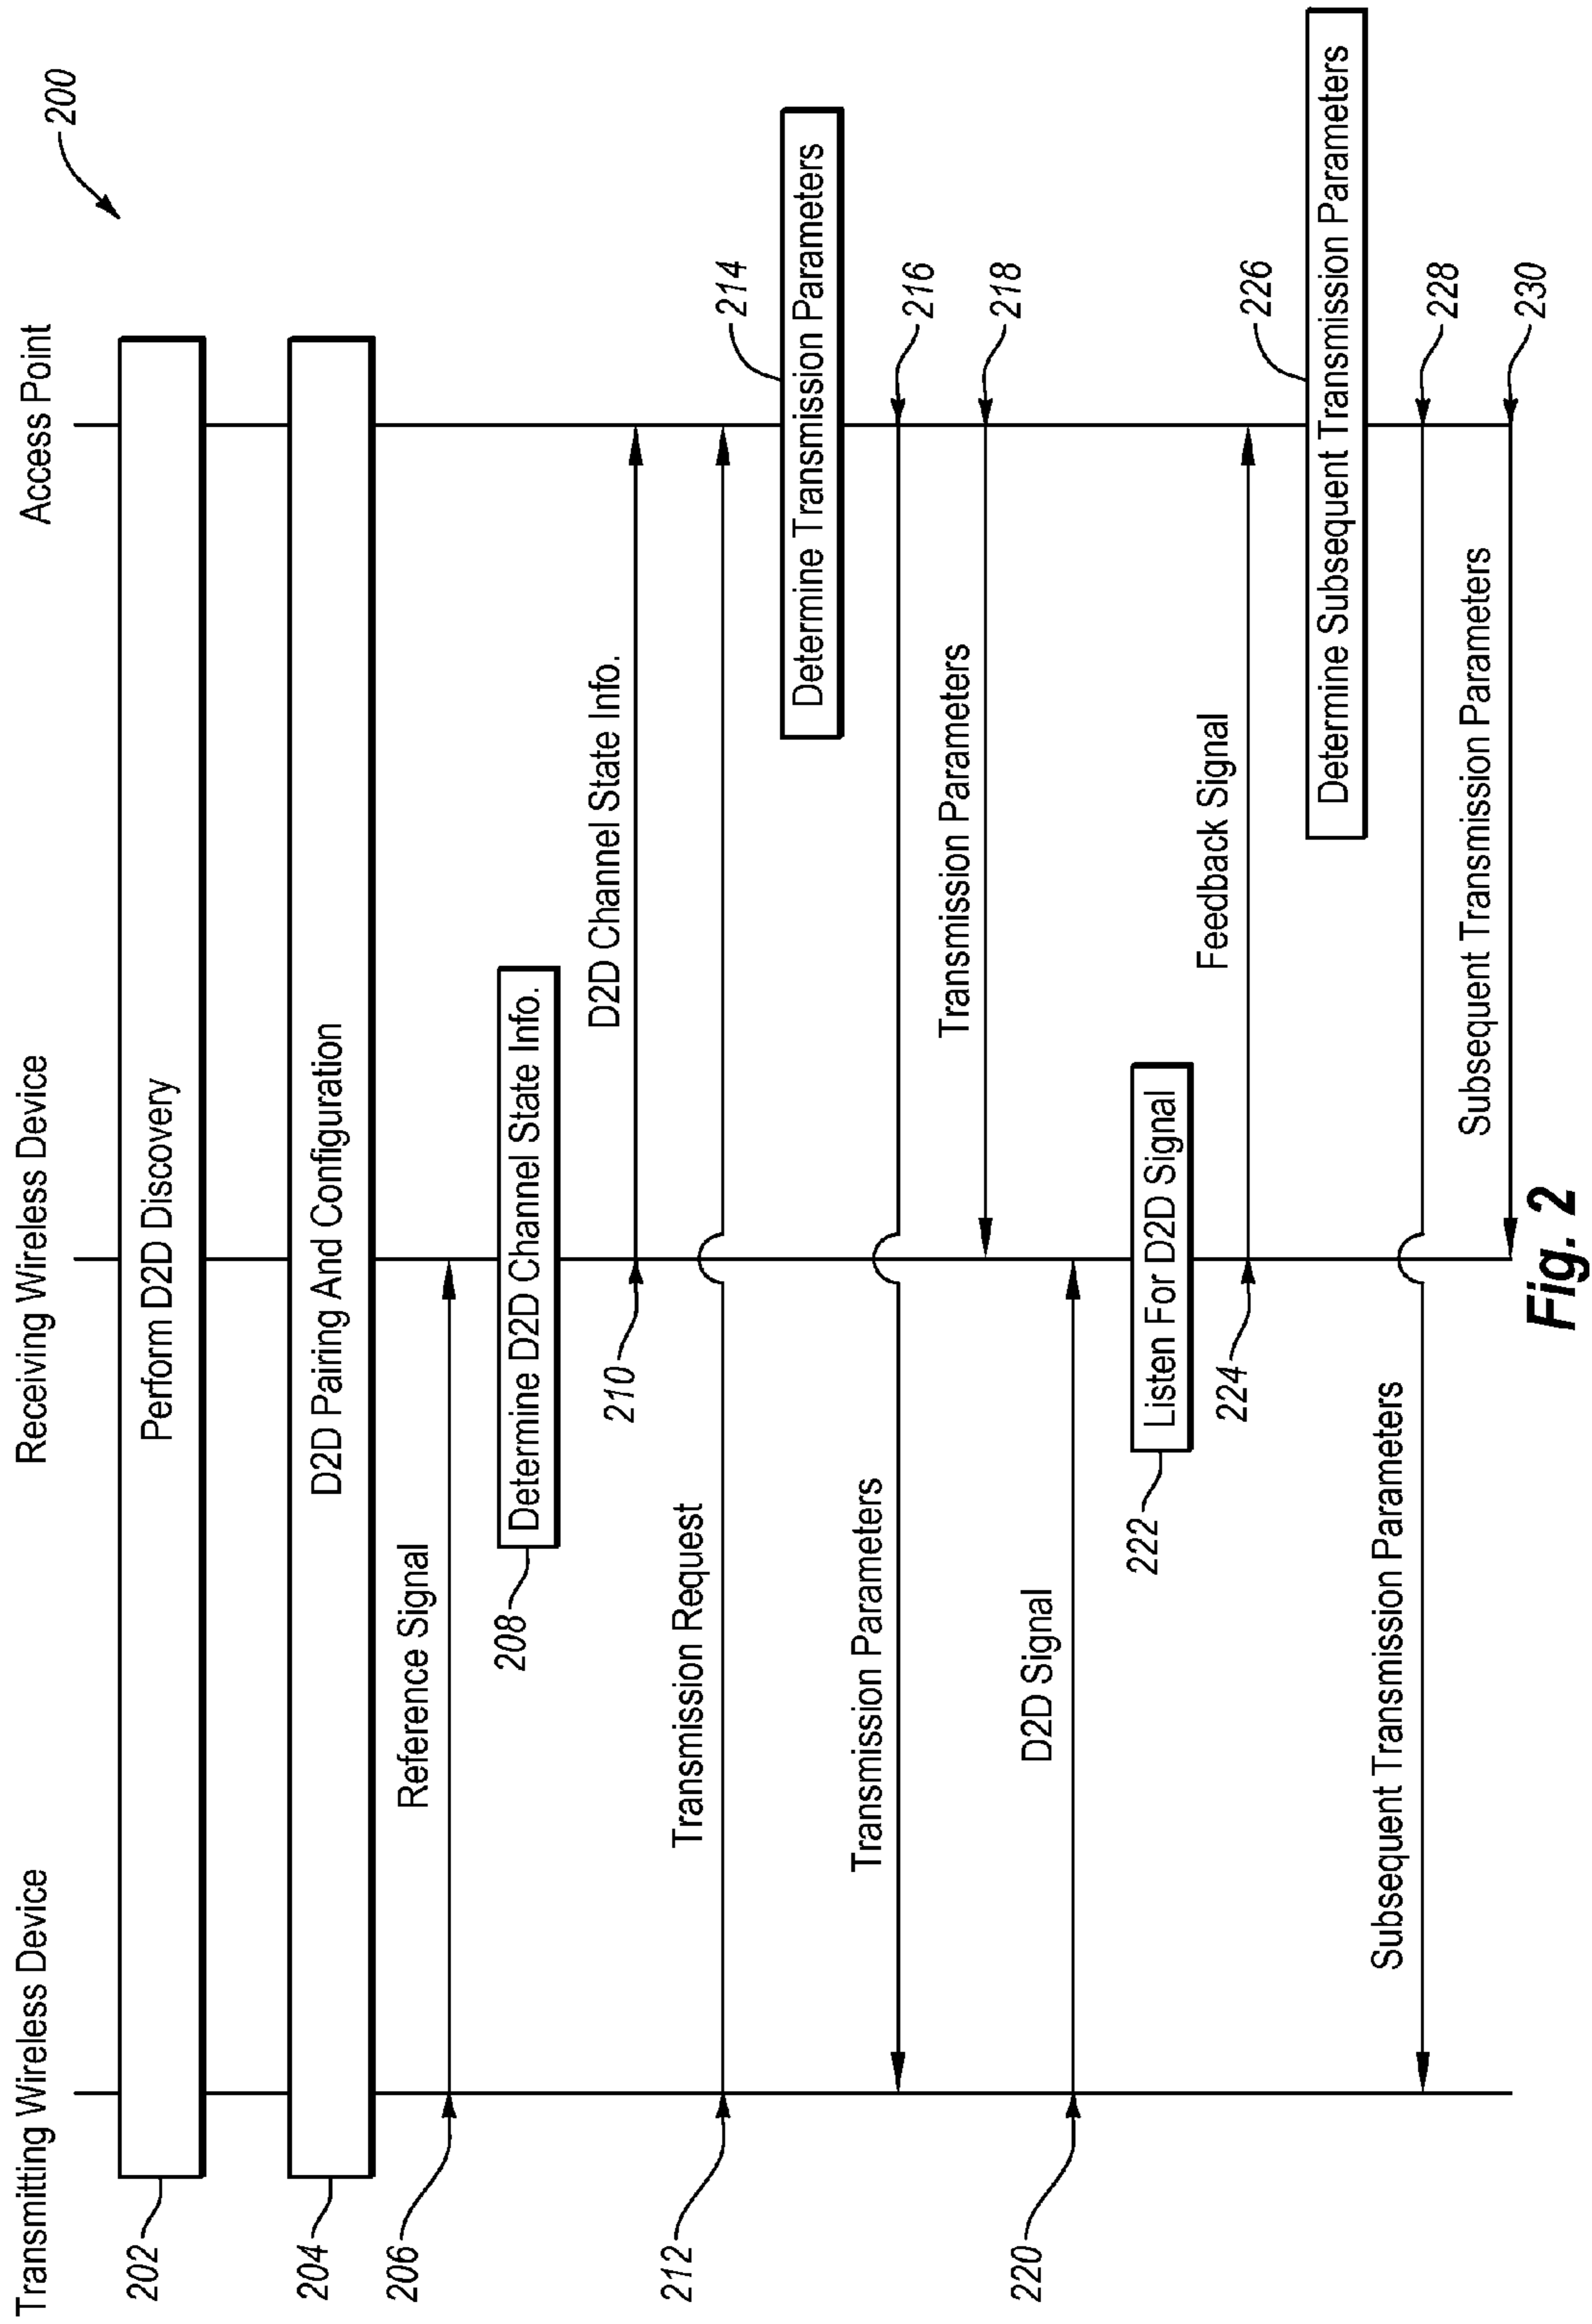 200
Transmitting Wireless Device
Receiving Wireless Device
Access Point
202
Perform D2D Discovery
204
D2D Pairing And Configuration
206
Reference Signal
208
Determine D2D Channel State Info.
210
D2D Channel State Info.
212
Transmission Request
214
Determine Transmission Parameters
Transmission Parameters
216
Transmission Parameters
218
220
D2D Signal
222
Listen For D2D Signal
224
Feedback Signal
226
Determine Subsequent Transmission Parameters
Subsequent Transmission Parameters
228
Subsequent Transmission Parameters
230
Fig. 2